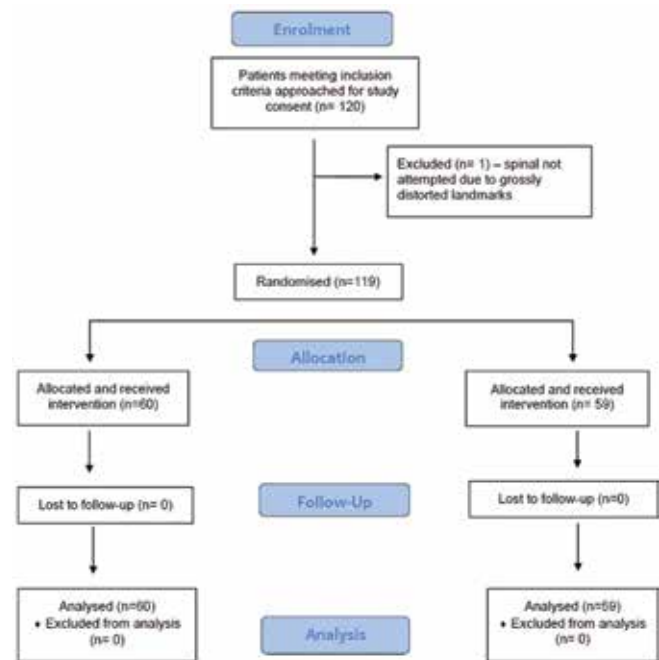 Enrolment
Patients meeting inclusion
criteria approached for study
consent (n= 120)
Excluded (n= 1) – spinal not
attempted due to grossly
distorted landmarks
Randomised (n=119)
Allocation
Allocated and received
intervention (n=60)
Allocated and received
intervention (n= 59)
Follow-Up
Lost to follow-up (n= 0)
Lost to follow-up (n=0)
Analysed (n=60)
♦ Excluded from analysis
(n= 0)
Analysed (n=59)
♦ Excluded from analysis
(n= 0)
Analysis